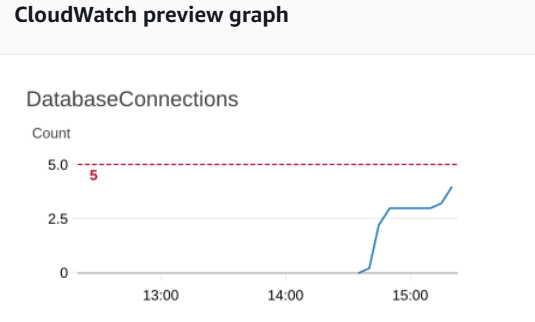 CloudWatch preview graph
DatabaseConnections
Count
5.0
5
2.5
0
13:00 14:00 15:00